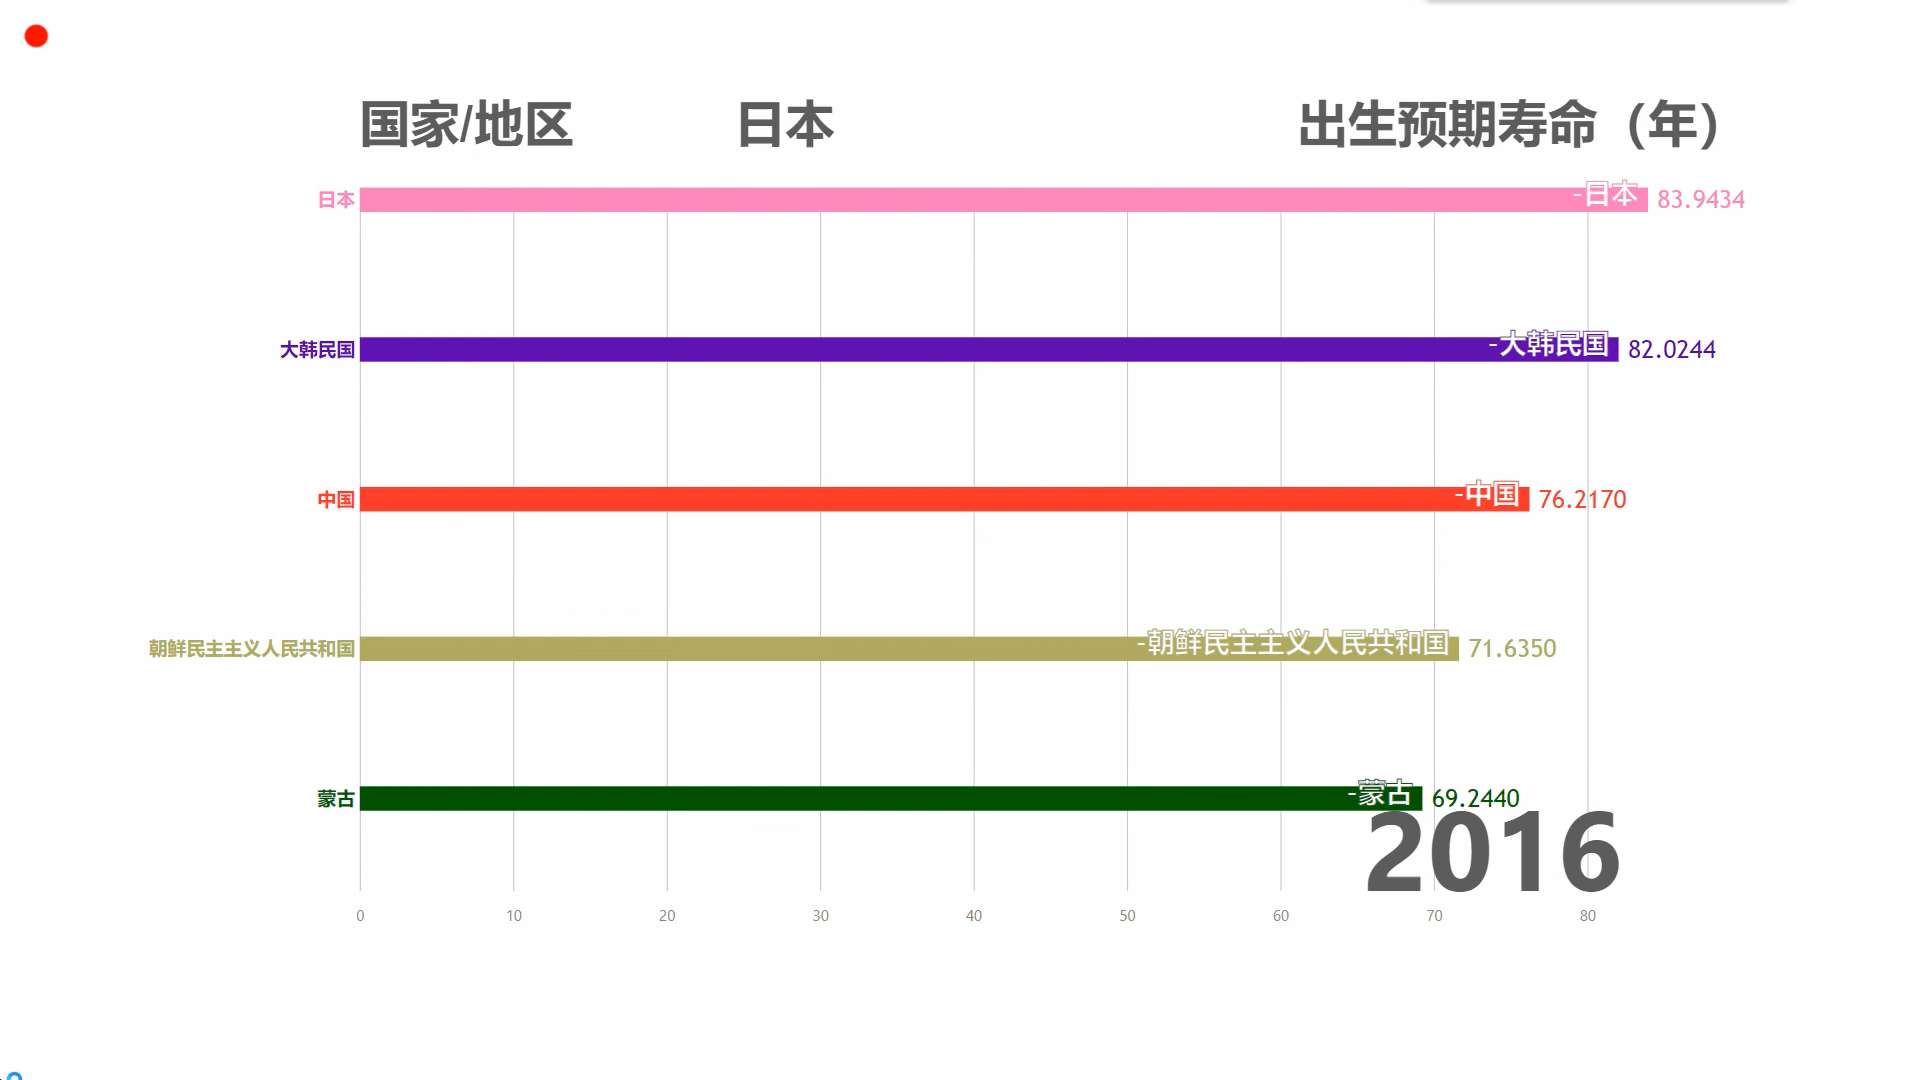 国家/地区 日本 出生预期寿命（年）
日本 -日本 83.9434
大韩民国 -大韩民国 82.0244
中国 -中国 76.2170
朝鲜民主主义人民共和国 -朝鲜民主主义人民共和国 71.6350
蒙古 -蒙古 69.2440
2016
0 10 20 30 40 50 60 70 80